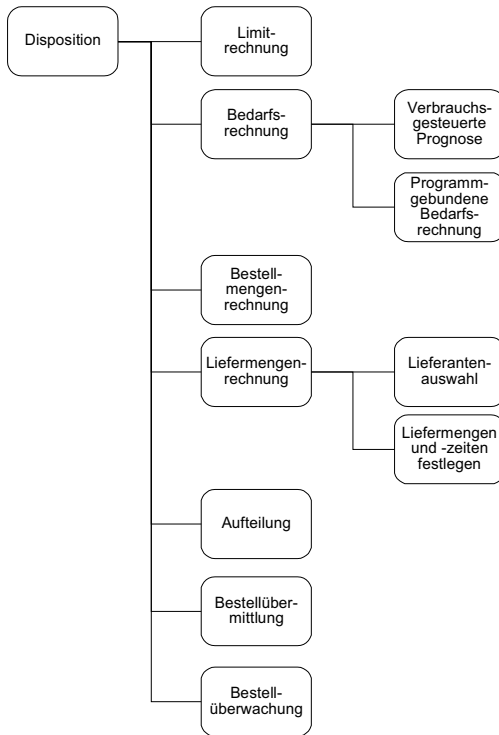 Disposition
Limit-
rechnung
Bedarfs-
rechnung
Verbrauchs-
gesteuerte
Prognose
Programm-
gebundene
Bedarfs-
rechnung
Bestell-
mengen-
rechnung
Liefermengen-
rechnung
Lieferanten-
auswahl
Liefermengen
und -zeiten
festlegen
Aufteilung
Bestellüber-
mittlung
Bestell-
überwachung